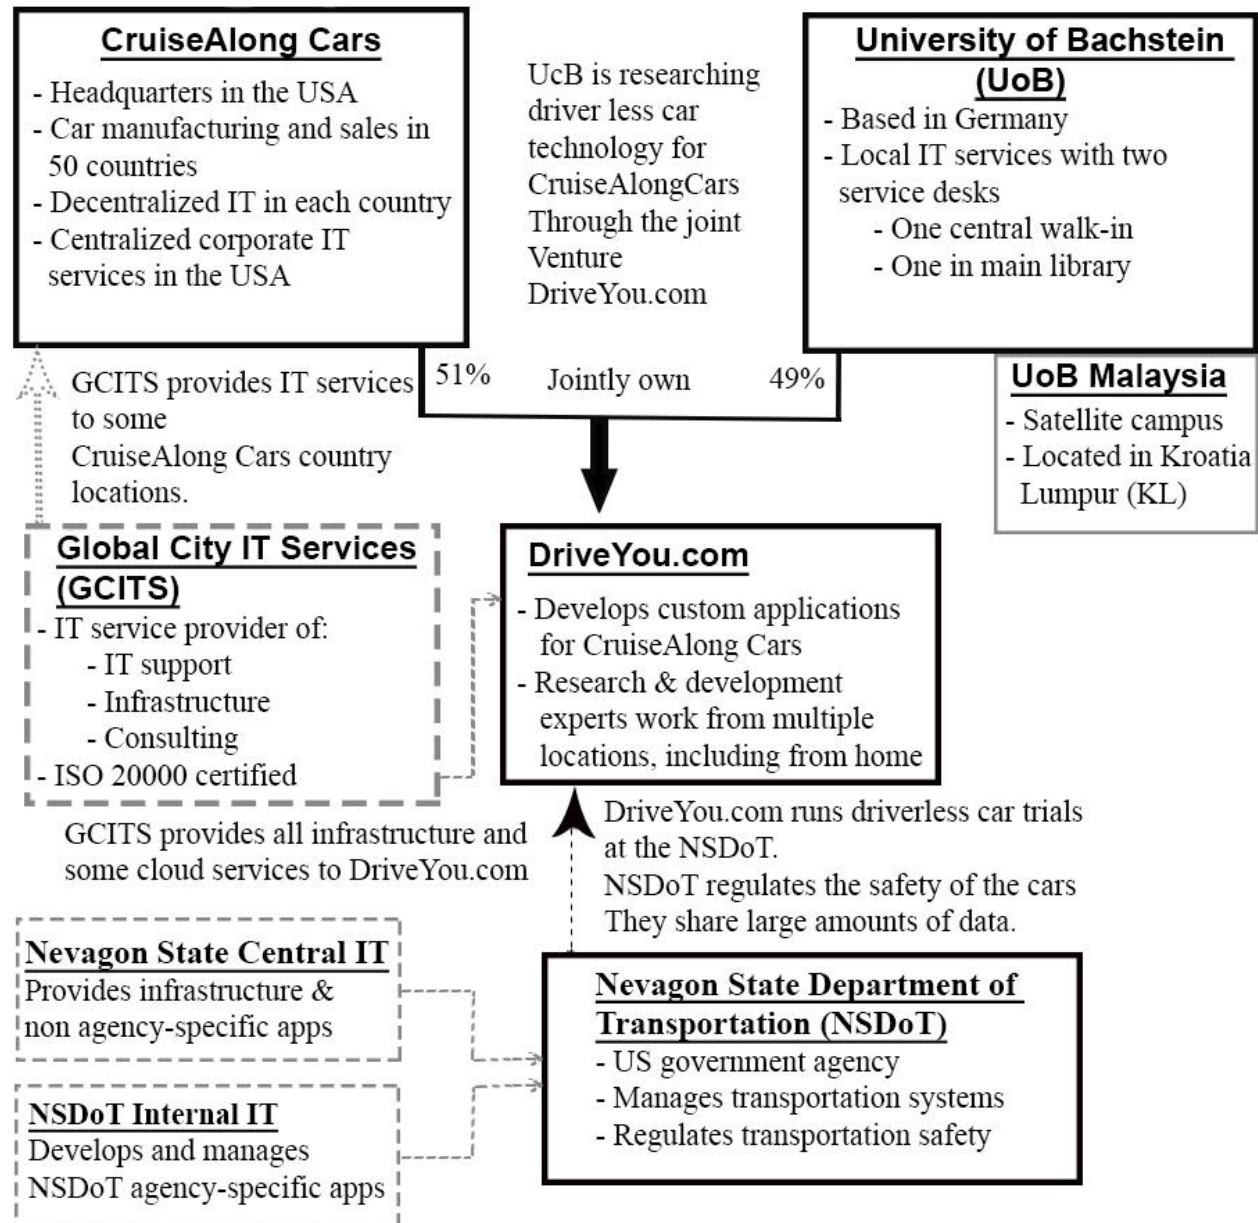 CruiseAlong Cars
- Headquarters in the USA
- Car manufacturing and sales in
50 countries
- Decentralized IT in each country
- Centralized corporate IT
services in the USA
UcB is researching
driver less car
technology for
CruiseAlongCars
Through the joint
Venture
DriveYou.com
University of Bachstein
(UoB)
- Based in Germany
- Local IT services with two
service desks
- One central walk-in
- One in main library
51%
Jointly own
49%
UoB Malaysia
- Satellite campus
- Located in Kroatia
Lumpur (KL)
GCITS provides IT services
to some
CruiseAlong Cars country
locations.
Global City IT Services
(GCITS)
- IT service provider of:
- IT support
- Infrastructure
- Consulting
- ISO 20000 certified
DriveYou.com
- Develops custom applications
for CruiseAlong Cars
- Research & development
experts work from multiple
locations, including from home
GCITS provides all infrastructure and
some cloud services to DriveYou.com
DriveYou.com runs driverless car trials
at the NSDoT.
NSDoT regulates the safety of the cars
They share large amounts of data.
Nevagon State Central IT
Provides infrastructure &
non agency-specific apps
NSDoT Internal IT
Develops and manages
NSDoT agency-specific apps
Nevagon State Department of
Transportation (NSDoT)
- US government agency
- Manages transportation systems
- Regulates transportation safety